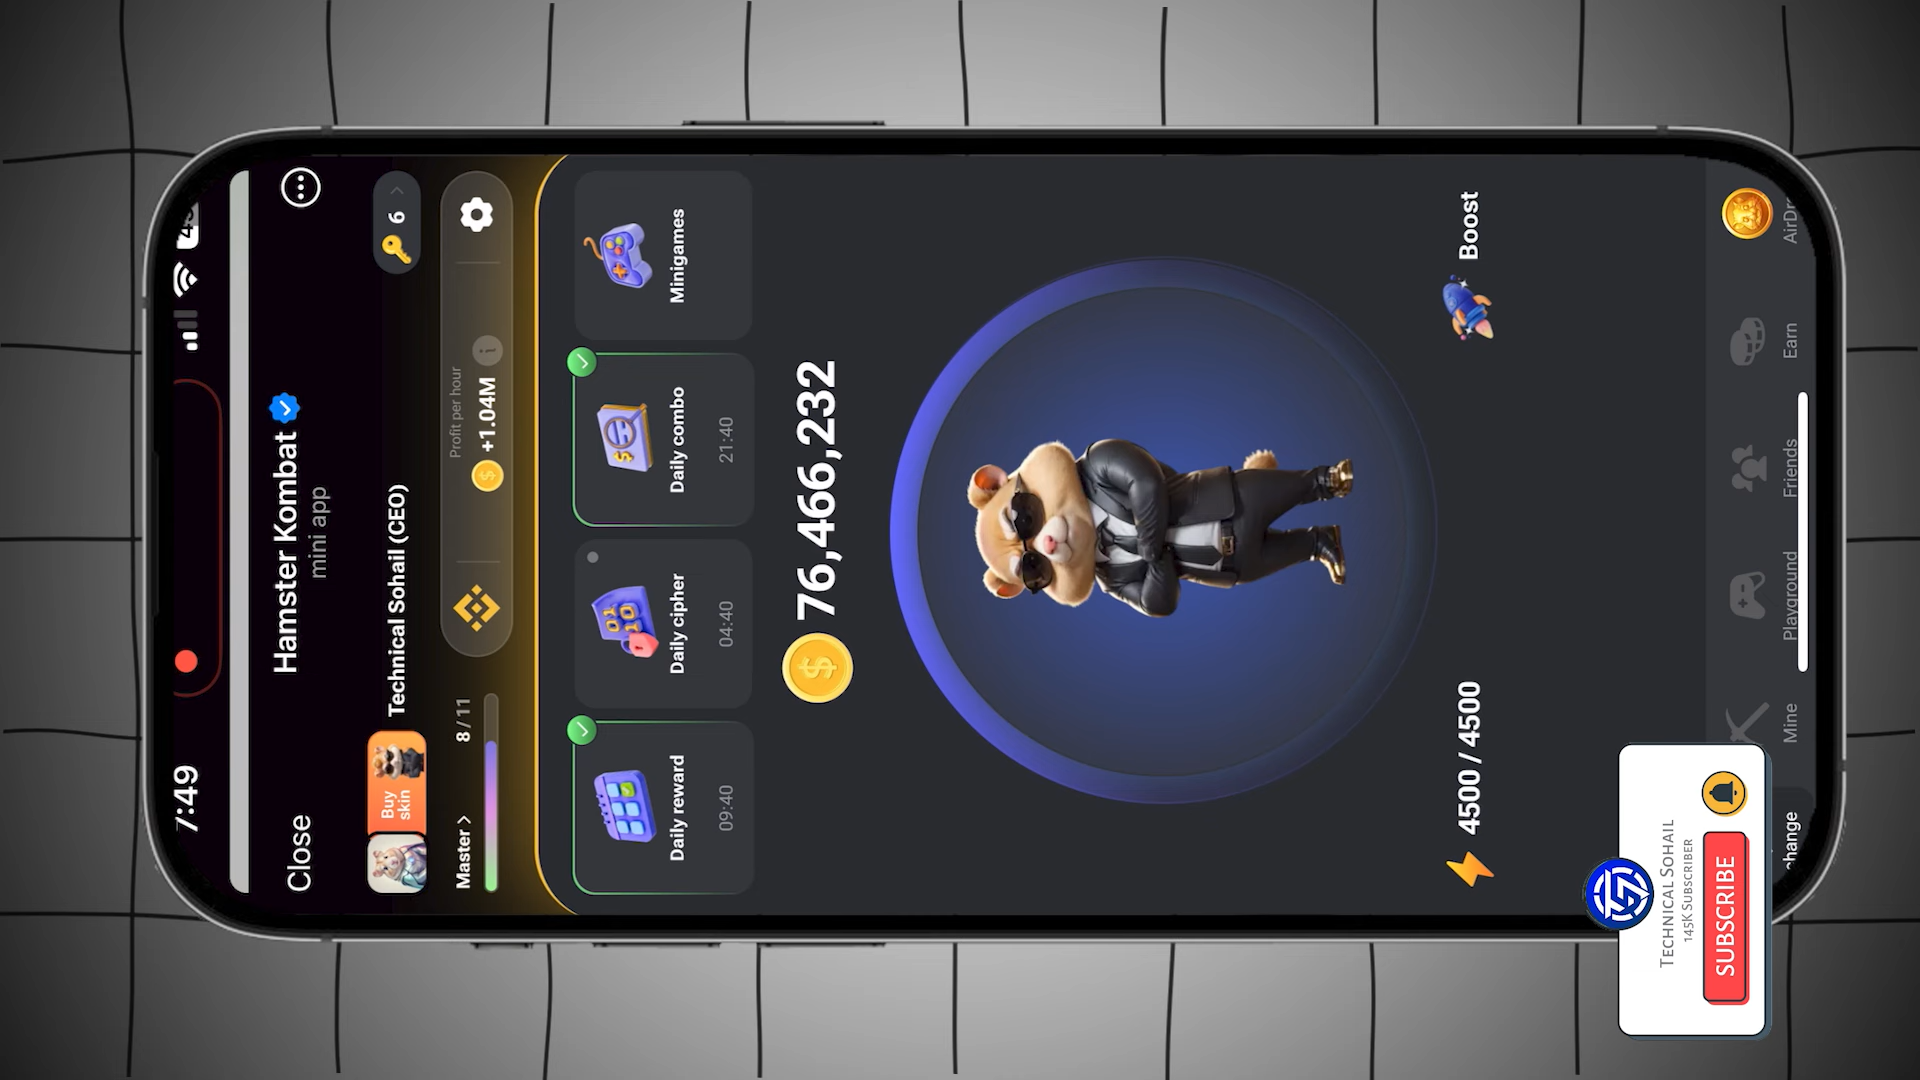 7:49
Close
Hamster Kombat
mini app
Buy skin
Technical Sohail (CEO)
6
Master >
8 / 11
Profit per hour
+1.04M
Daily reward
09:40
Daily cipher
04:40
Daily combo
21:40
Minigames
76,466,232
4500 / 4500
Boost
Mine
Playground
Friends
Earn
TECHNICAL SOHAIL
145K SUBSCRIBER
SUBSCRIBE